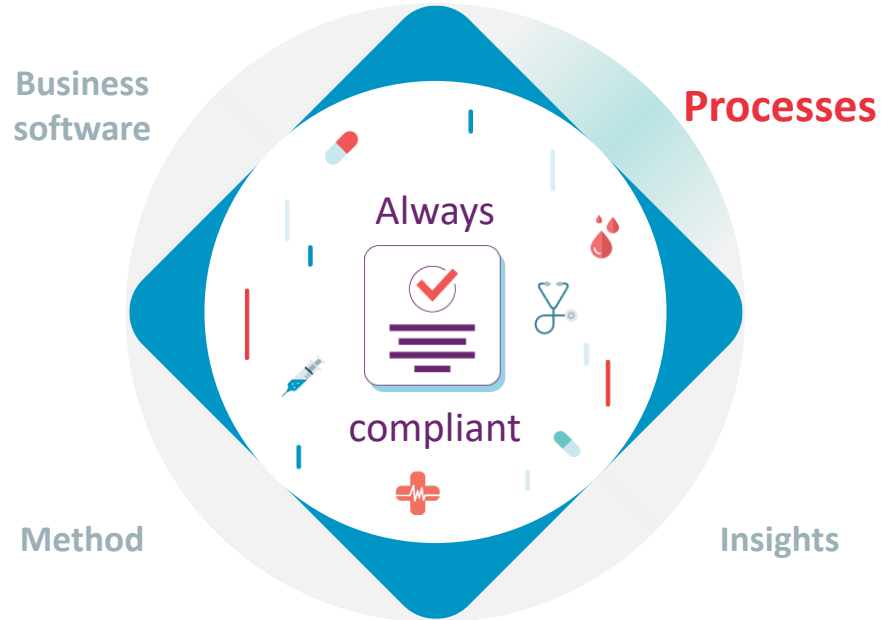 Business
software
Processes
Always
compliant
Method
Insights